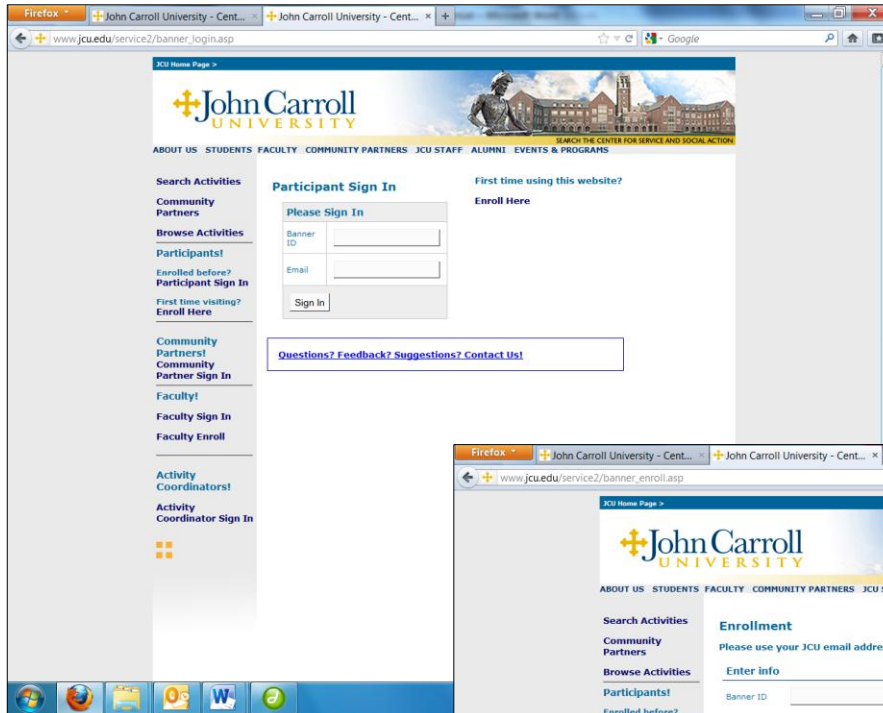 Firefox
John Carroll University - Cent...
John Carroll University - Cent...
www.jcu.edu/service2/banner_login.asp
Google
JCU Home Page >
John Carroll
UNIVERSITY
SEARCH THE CENTER FOR SERVICE AND SOCIAL ACTION
ABOUT US STUDENTS FACULTY COMMUNITY PARTNERS JCU STAFF ALUMNI EVENTS & PROGRAMS
Search Activities
Community
Partners
Browse Activities
Participants!
Enrolled before?
Participant Sign In
First time visiting?
Enroll Here
Community
Partners!
Community
Partner Sign In
Faculty!
Faculty Sign In
Faculty Enroll
Activity
Coordinators!
Activity
Coordinator Sign In
Participant Sign In
Please Sign In
Banner
ID
Email
Sign In
First time using this website?
Enroll Here
Questions? Feedback? Suggestions? Contact Us!
Firefox
John Carroll University - Cent...
John Carroll University - Cent...
www.jcu.edu/service2/banner_enroll.asp
JCU Home Page >
John Carroll
UNIVERSITY
ABOUT US STUDENTS FACULTY COMMUNITY PARTNERS JCU
Search Activities
Community
Partners
Browse Activities
Participants!
Enrolled before?
Enrollment
Please use your JCU email addre
Enter info
Banner ID